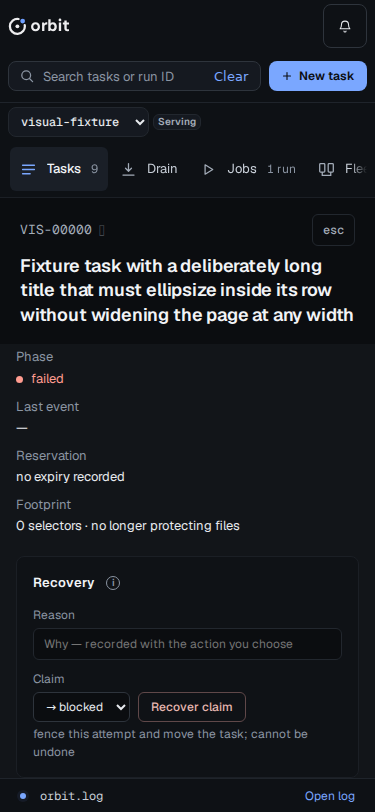 orbit
Search tasks or run ID
Clear
+ New task
visual-fixture
Serving
Tasks 9
Drain
Jobs 1 run
Flee
VIS-00000
esc
Fixture task with a deliberately long
title that must ellipsize inside its row
without widening the page at any width
Phase
failed
Last event
—
Reservation
no expiry recorded
Footprint
0 selectors · no longer protecting files
Recovery
Reason
Why — recorded with the action you choose
Claim
→ blocked
Recover claim
fence this attempt and move the task; cannot be
undone
orbit.log
Open log